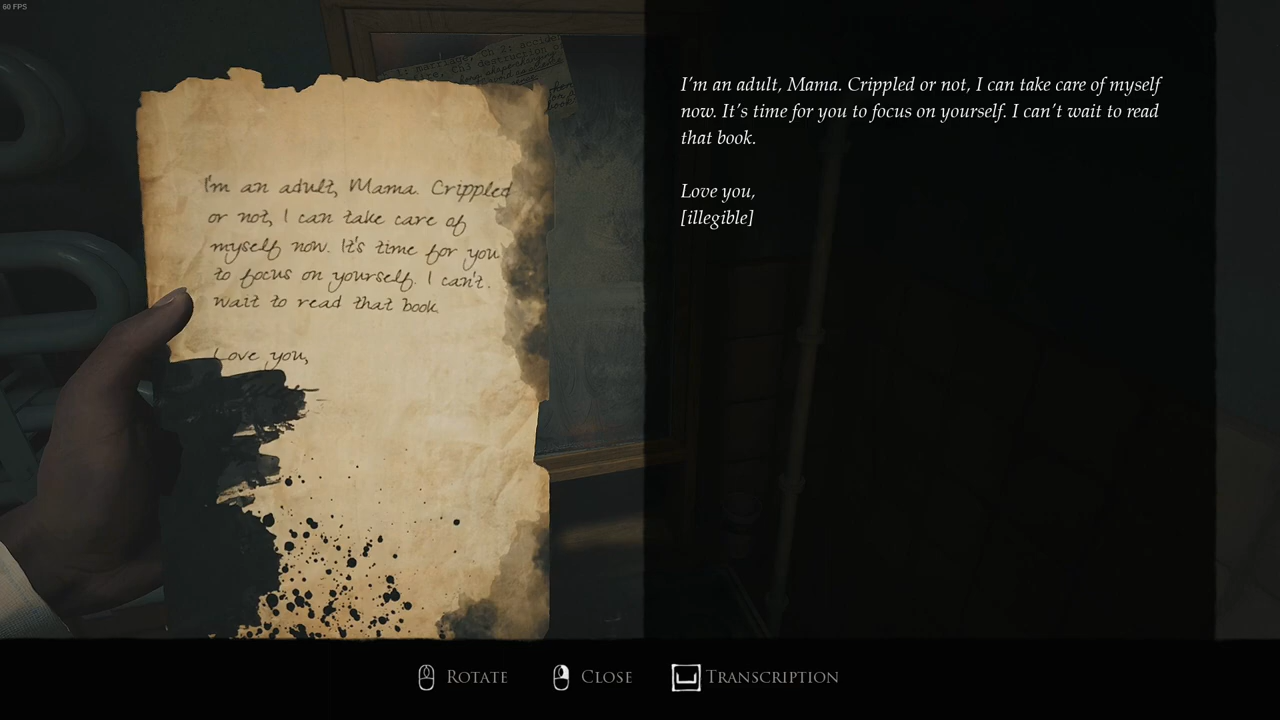 60 FPS
I'm an adult, Mama. Crippled
or not, I can take care of
myself now. It's time for you
to focus on yourself. I can't.
wait to read that book.
Love you,
I'm an adult, Mama. Crippled or not, I can take care of myself
now. It's time for you to focus on yourself. I can't wait to read
that book.
Love you,
[illegible]
ROTATE
CLOSE
TRANSCRIPTION